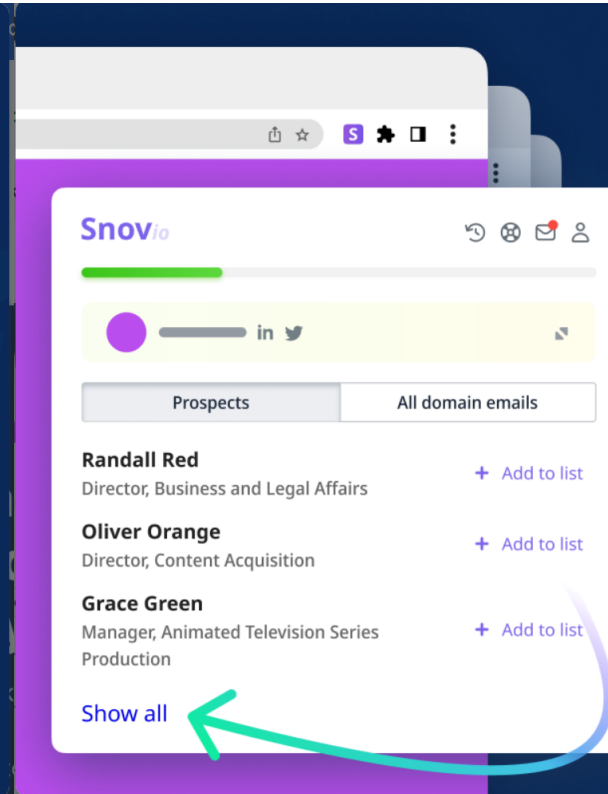 S
Snovio
in
Prospects
All domain emails
Randall Red
Director, Business and Legal Affairs
+ Add to list
Oliver Orange
Director, Content Acquisition
+ Add to list
Grace Green
Manager, Animated Television Series
Production
+ Add to list
Show all